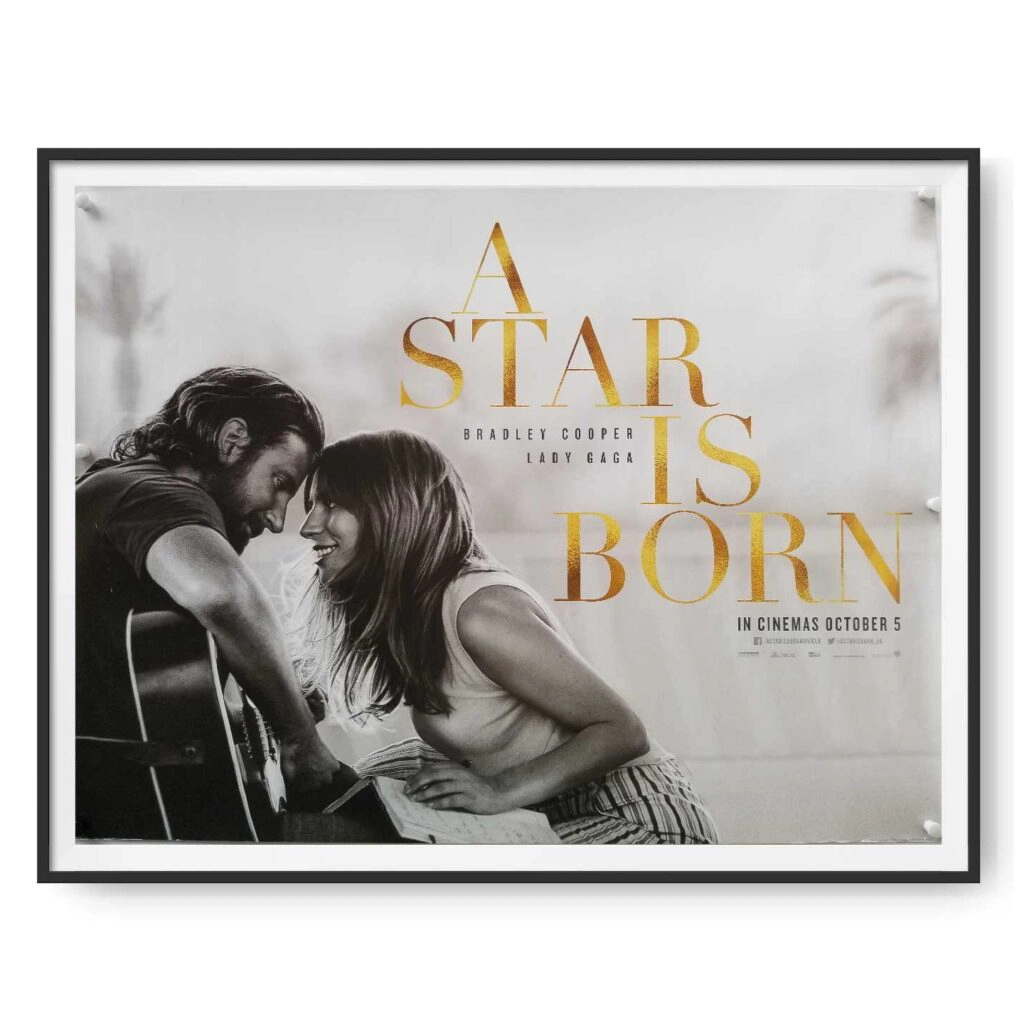 A
STAR
IS
BORN
BRADLEY COOPER
LADY GAGA
IN CINEMAS OCTOBER 5